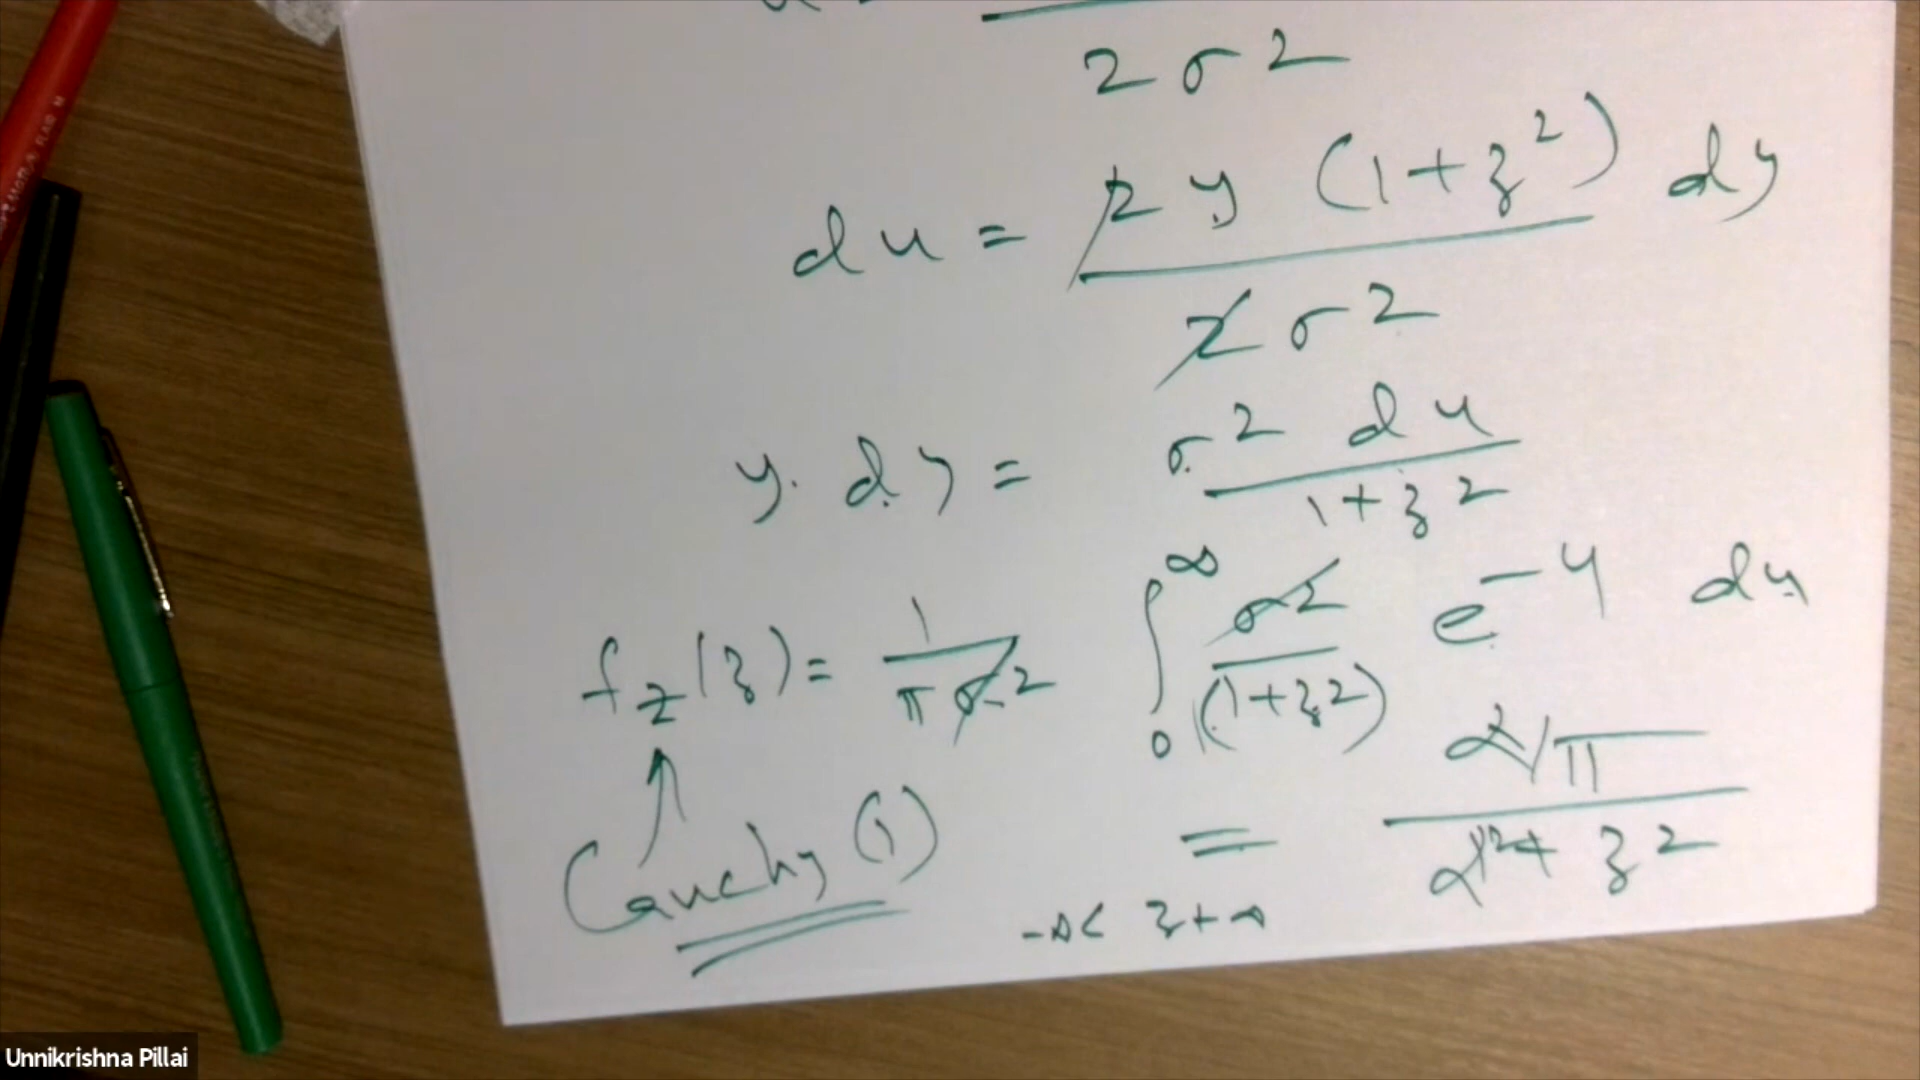 2σ²
du = 2y(1+z²)/2σ² dy
y. dy = σ² du/1+z²
f_Z(z) = 1/πσ² ∫₀^∞ σ²/(1+z²) e^-u du
= α/π / α²+z²
Cauchy (1)
-∞< z + ∞
Unnikrishna Pillai